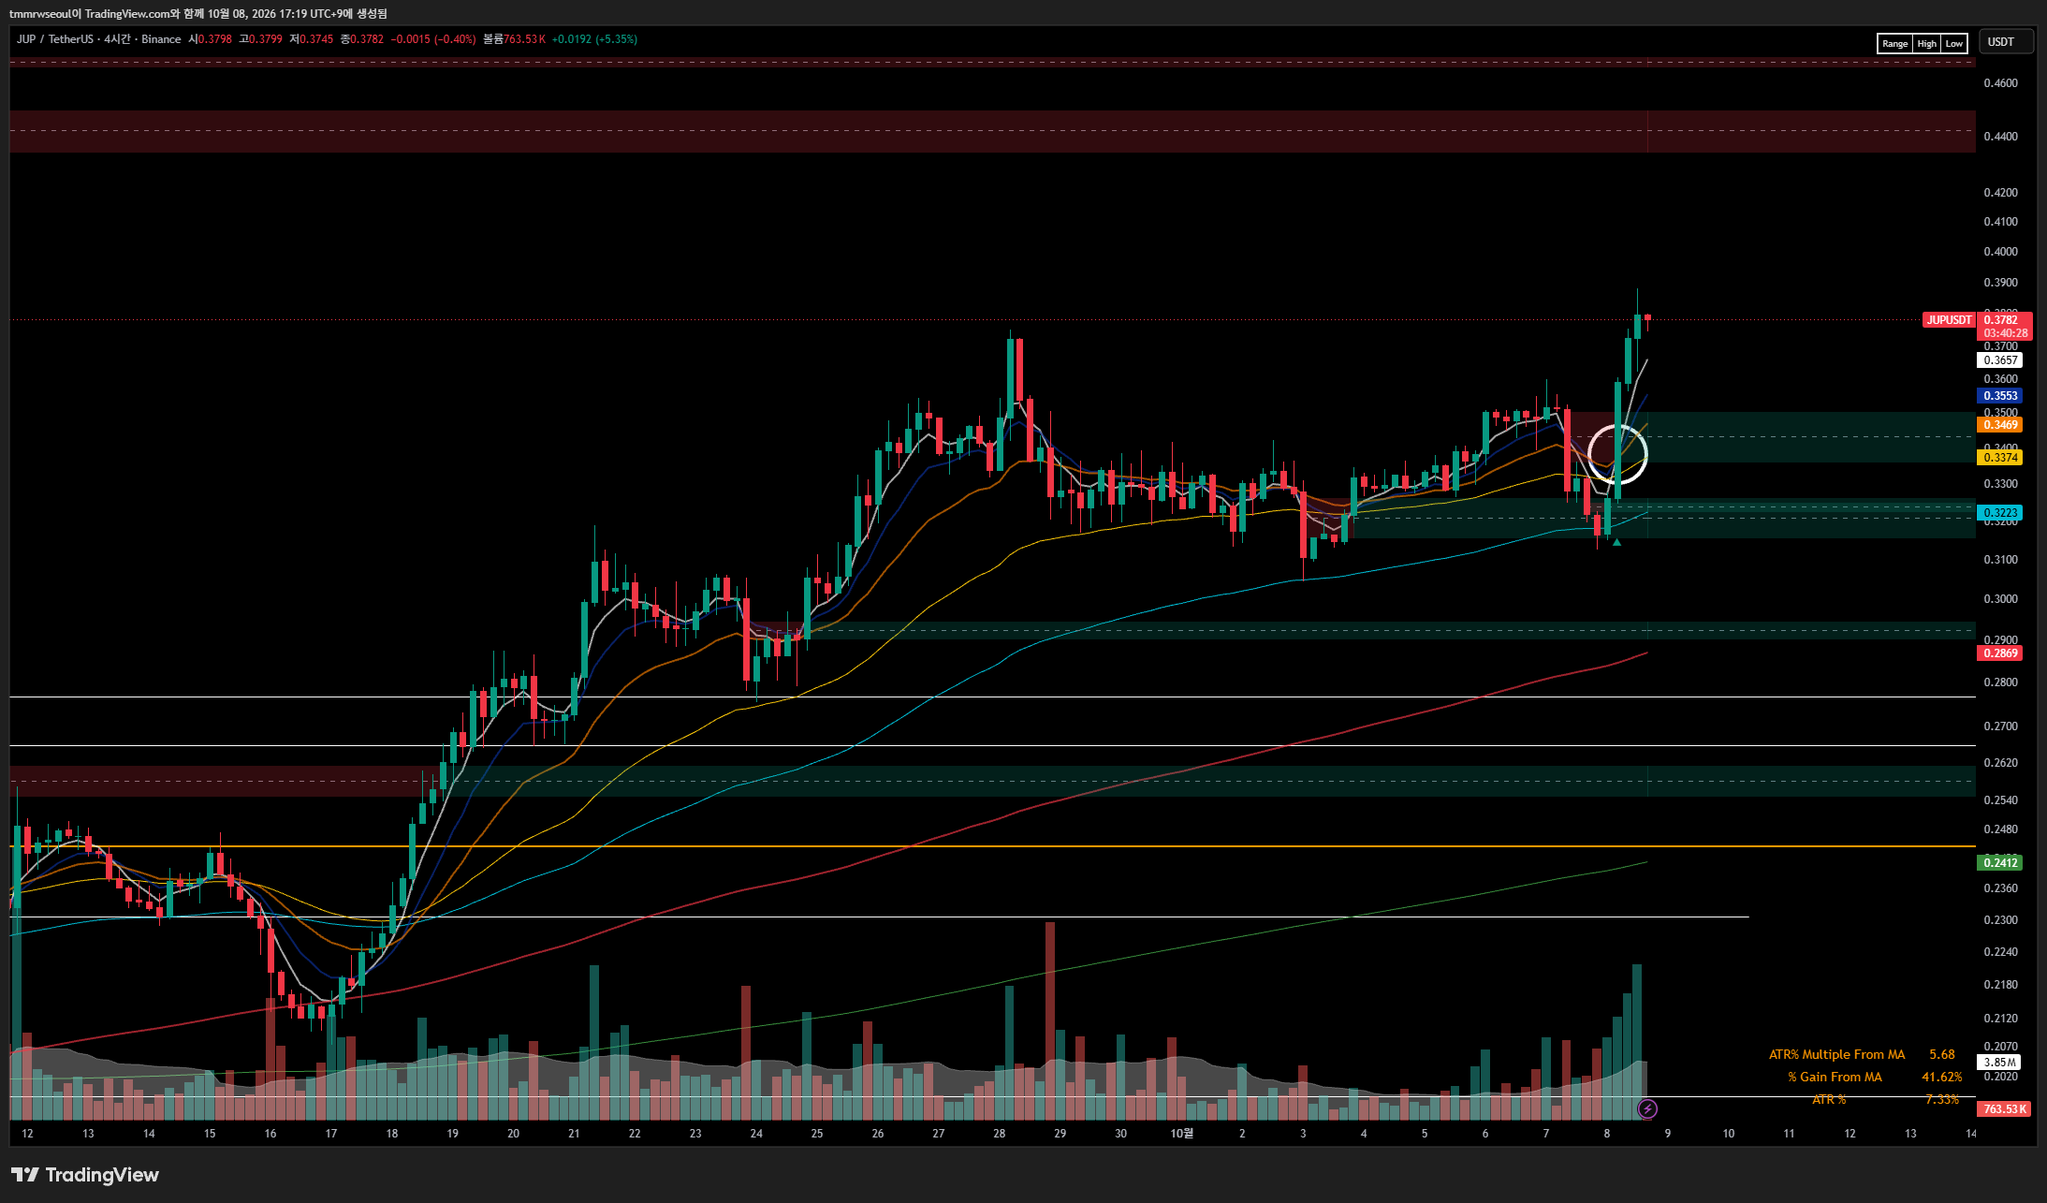 tmmrwseoul이 TradingView.com와 함께 10월 08, 2026 17:19 UTC+9에 생성됨
JUP / TetherUS · 4시간 · Binance 시0.3798 고0.3799 저0.3745 종0.3782 −0.0015 (−0.40%) 볼륨763.53 K +0.0192 (+5.35%)
Range High Low
USDT
0.4600
0.4400
0.4200
0.4100
0.4000
0.3900
JUPUSDT 0.3782
03:40:28
0.3700
0.3657
0.3600
0.3553
0.3500
0.3469
0.3400
0.3374
0.3300
0.3223
0.3200
0.3100
0.3000
0.2900
0.2869
0.2800
0.2700
0.2620
0.2540
0.2480
0.2412
0.2360
0.2300
0.2240
0.2180
0.2120
0.2070
ATR% Multiple From MA 5.68
3.85 M
% Gain From MA 41.62%
0.2020
ATR % 7.33%
763.53 K
12 13 14 15 16 17 18 19 20 21 22 23 24 25 26 27 28 29 30 10월 2 3 4 5 6 7 8 9 10 11 12 13 14
TradingView